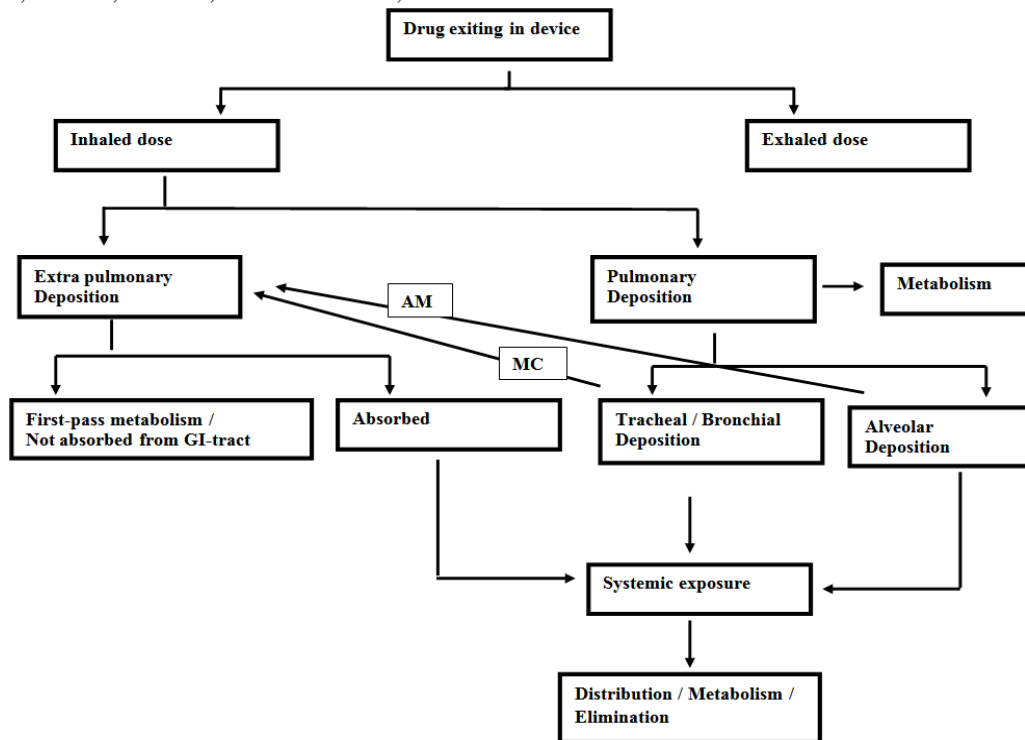 Drug exiting in device
Inhaled dose
Exhaled dose
Extra pulmonary
Deposition
Pulmonary
Deposition
Metabolism
AM
MC
First-pass metabolism /
Not absorbed from GI-tract
Absorbed
Tracheal / Bronchial
Deposition
Alveolar
Deposition
Systemic exposure
Distribution / Metabolism /
Elimination